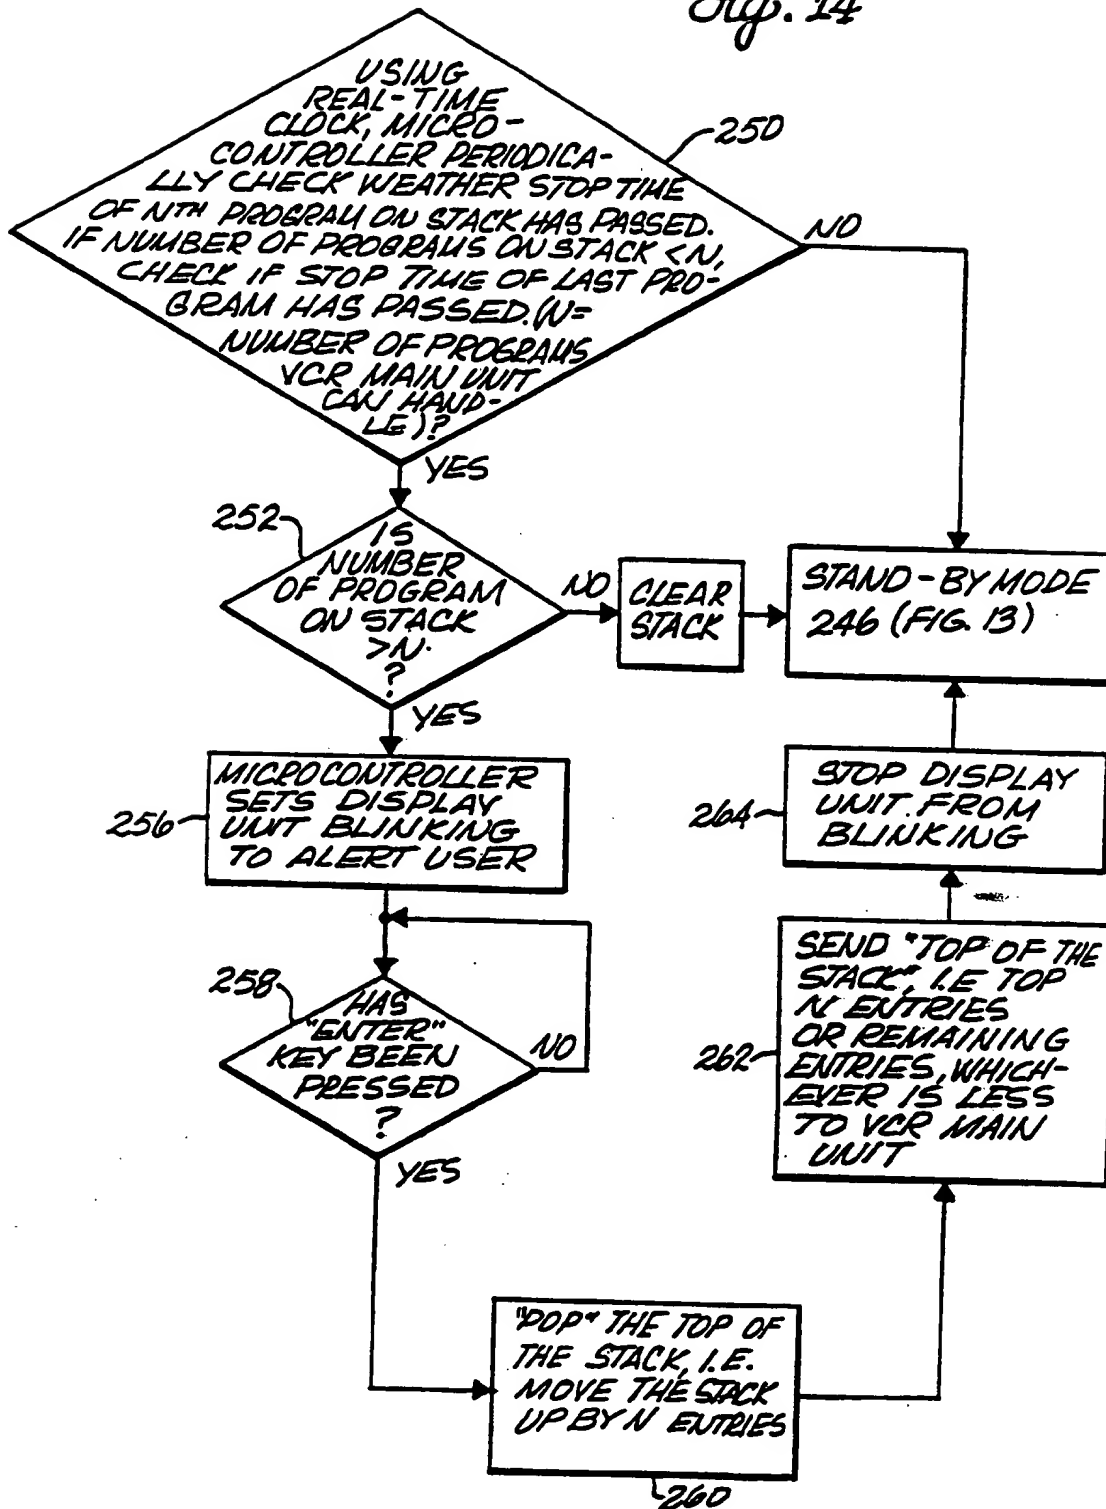 Fig. 14
USING
REAL-TIME
CLOCK, MICRO-
CONTROLLER PERIODICA-
LLY CHECK WEATHER STOP TIME
OF NTH PROGRAM ON STACK HAS PASSED.
IF NUMBER OF PROGRAMS ON STACK <N,
CHECK IF STOP TIME OF LAST PRO-
GRAM HAS PASSED. (N=
NUMBER OF PROGRAMS
VCR MAIN UNIT
CAN HAND-
LE)?
250
NO
YES
252
IS
NUMBER
OF PROGRAM
ON STACK
>N.
?
NO
CLEAR
STACK
STAND-BY MODE
246 (FIG. 13)
YES
256
MICROCONTROLLER
SETS DISPLAY
UNIT BLINKING
TO ALERT USER
264
STOP DISPLAY
UNIT FROM
BLINKING
258
HAS
"ENTER"
KEY BEEN
PRESSED
?
NO
YES
262
SEND "TOP OF THE
STACK", I.E TOP
N ENTRIES
OR REMAINING
ENTRIES, WHICH-
EVER IS LESS
TO VCR MAIN
UNIT
"POP" THE TOP OF
THE STACK, I.E.
MOVE THE STACK
UP BY N ENTRIES
260